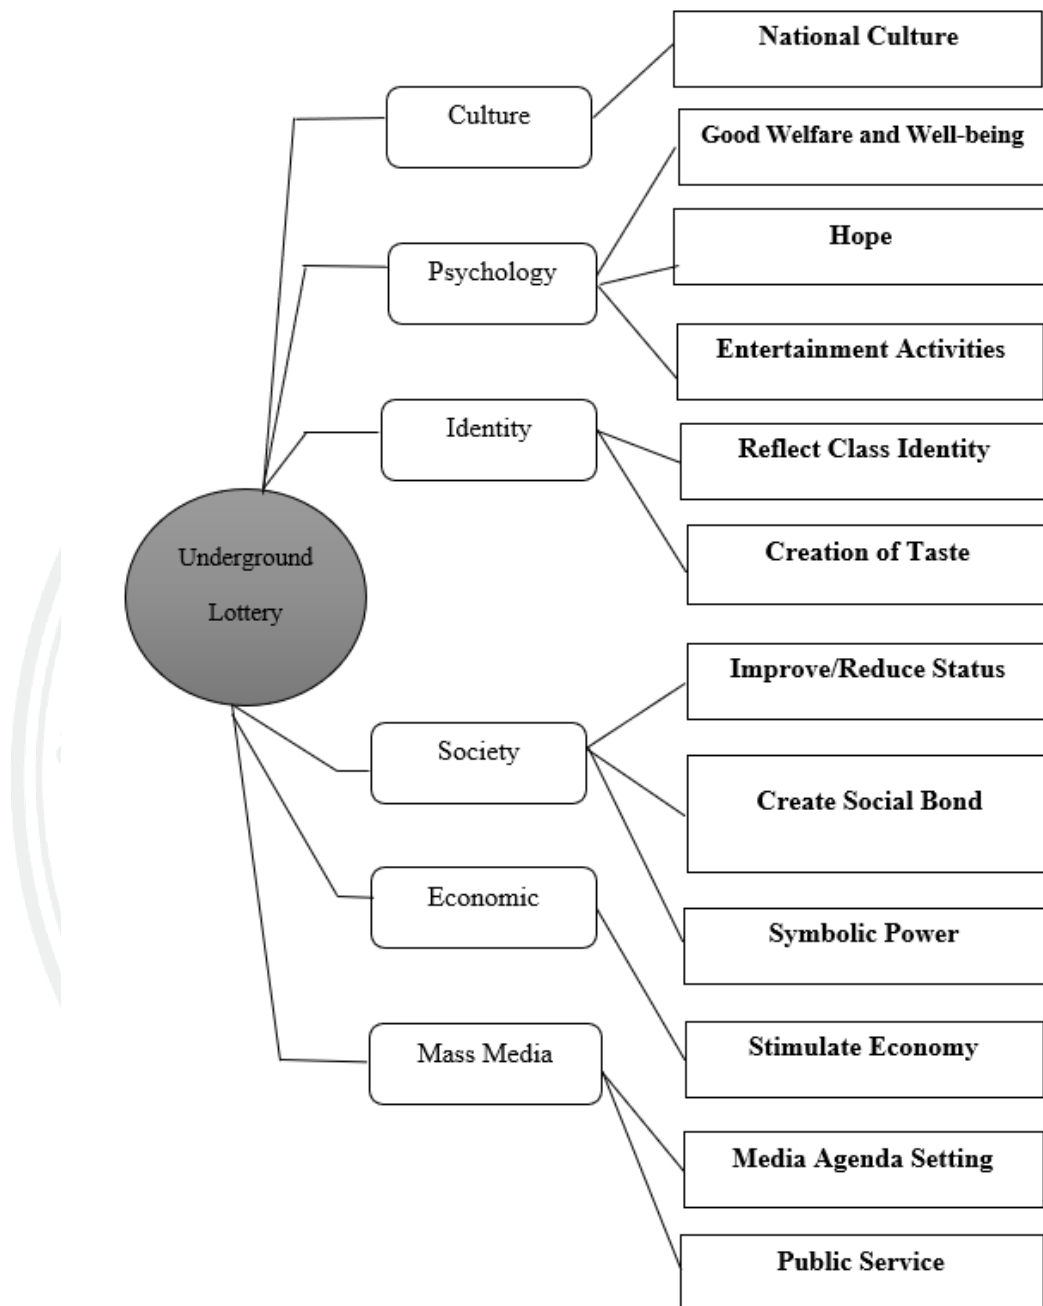 National Culture
Culture
Good Welfare and Well-being
Hope
Psychology
Entertainment Activities
Identity
Reflect Class Identity
Creation of Taste
Underground
Lottery
Improve/Reduce Status
Society
Create Social Bond
Economic
Symbolic Power
Mass Media
Stimulate Economy
Media Agenda Setting
Public Service